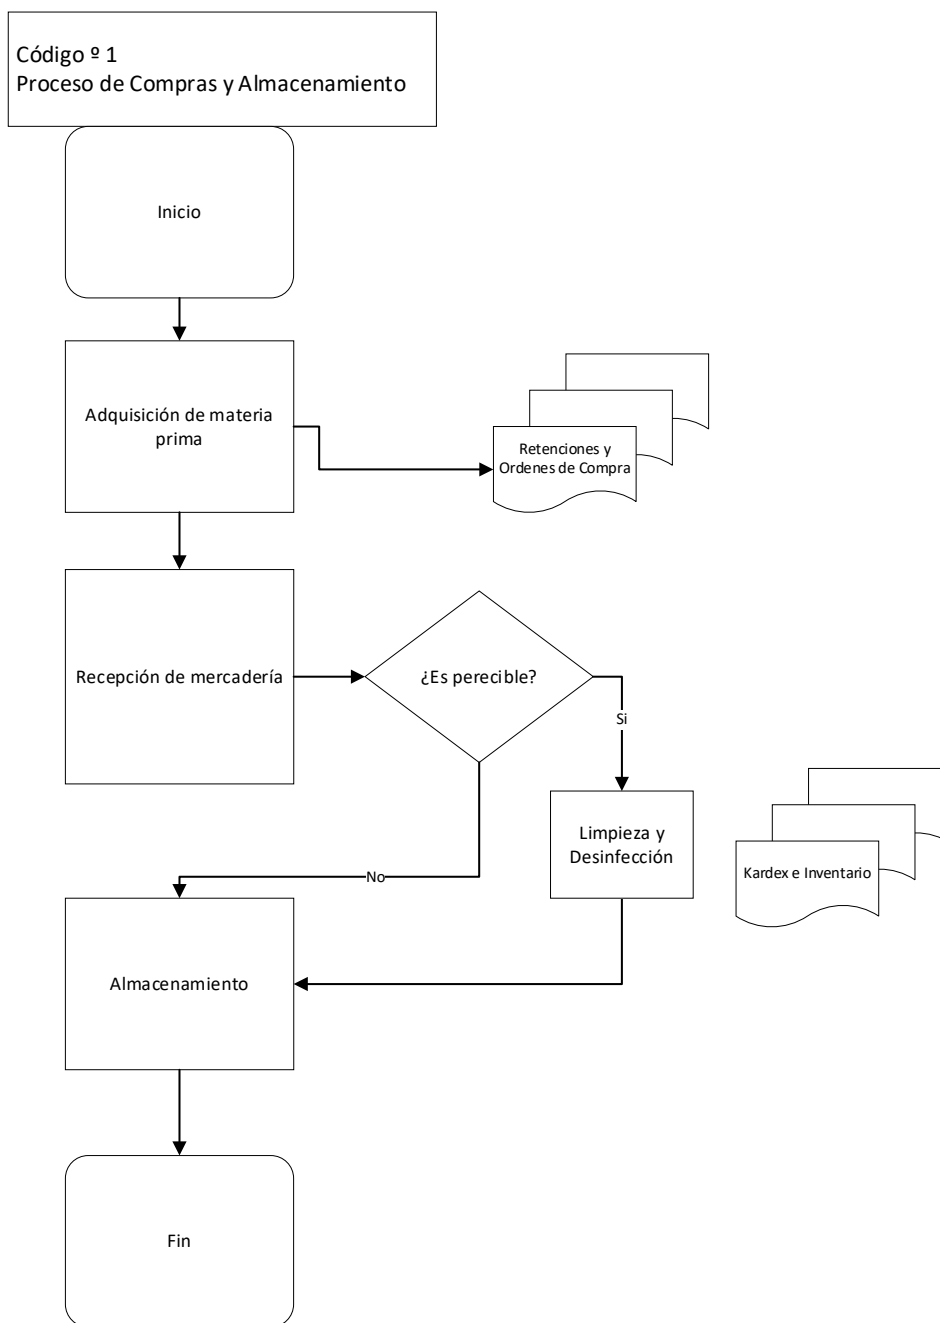 Código º 1
Proceso de Compras y Almacenamiento
Inicio
Adquisición de materia
prima
Retenciones y
Ordenes de Compra
Recepción de mercadería
¿Es perecible?
Si
Limpieza y
Desinfección
Kardex e Inventario
No
Almacenamiento
Fin